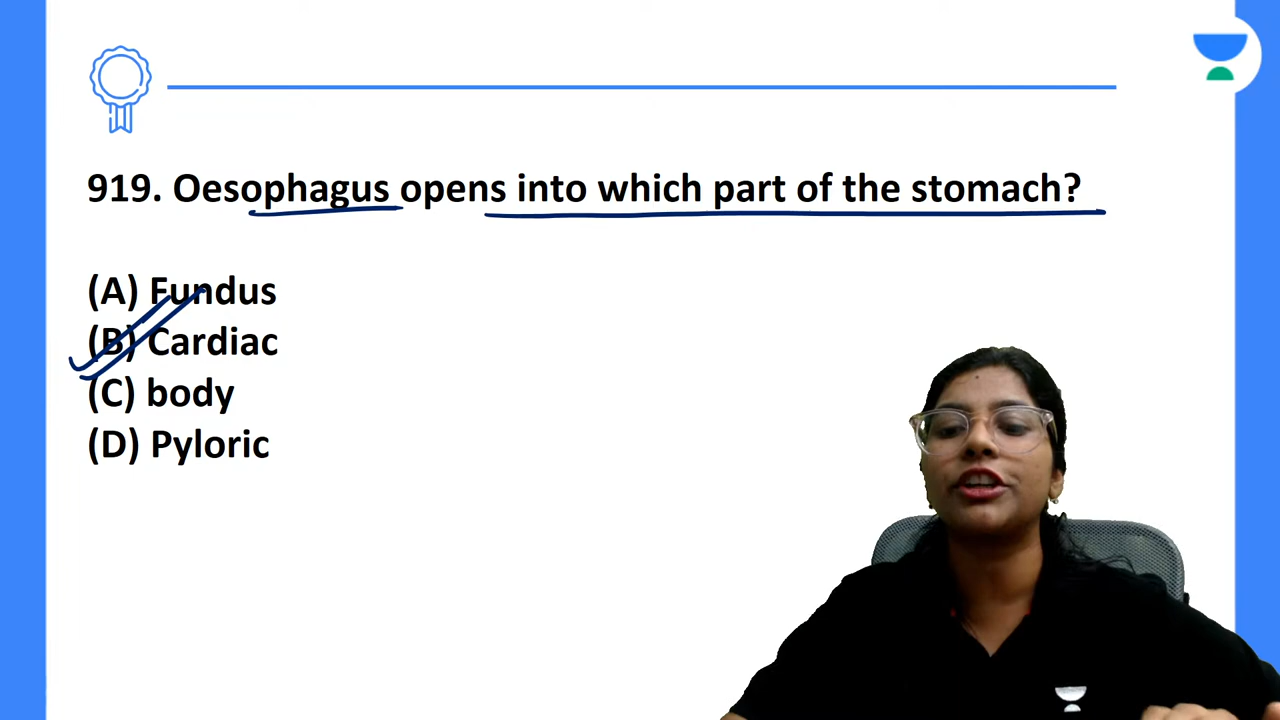 919. Oesophagus opens into which part of the stomach?
(A) Fundus
(B) Cardiac
(C) body
(D) Pyloric